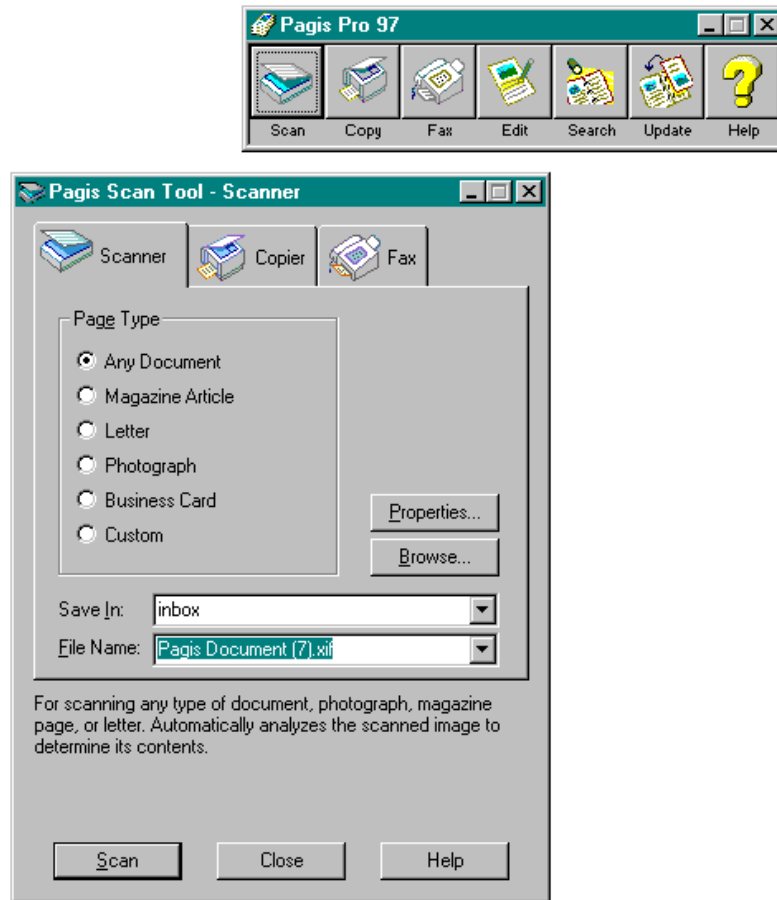 Pagis Pro 97
Scan Copy Fax Edit Search Update Help
Pagis Scan Tool - Scanner
Scanner Copier Fax
Page Type
Any Document
Magazine Article
Letter
Photograph
Business Card
Custom
Properties...
Browse...
Save In: inbox
File Name: Pagis Document (7).xif
For scanning any type of document, photograph, magazine
page, or letter. Automatically analyzes the scanned image to
determine its contents.
Scan Close Help